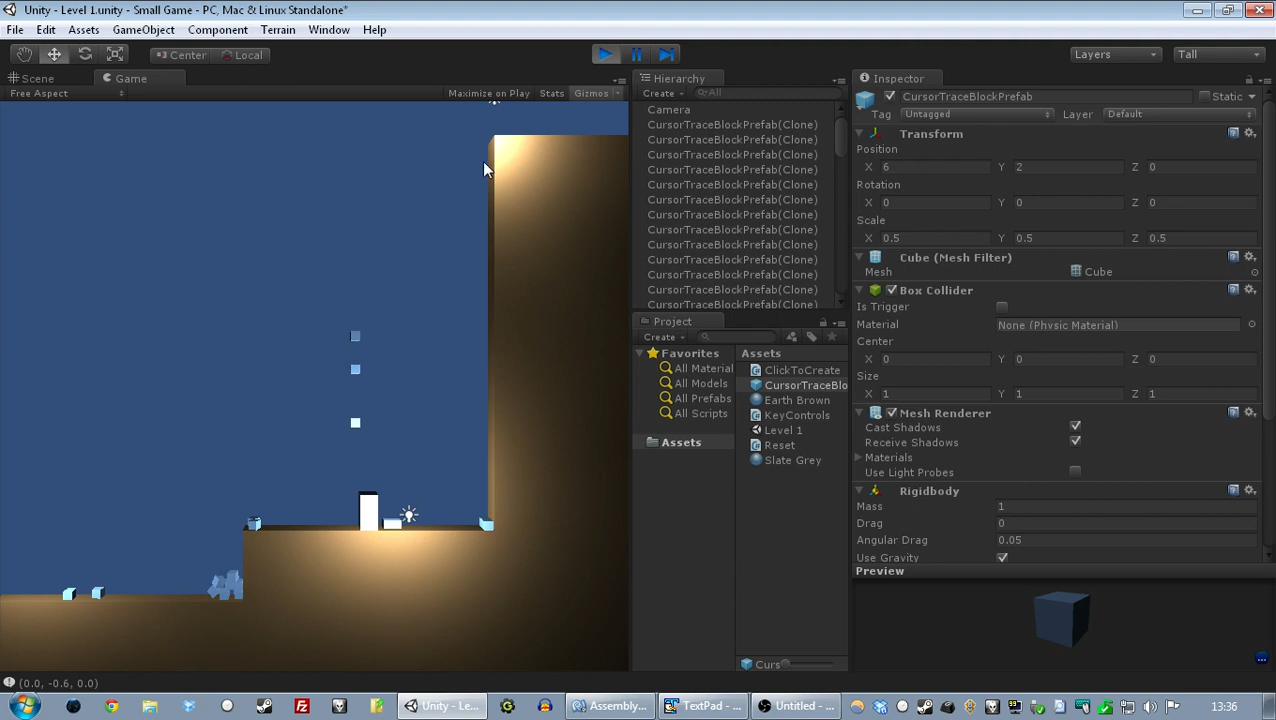 Unity - Level 1.unity - Small Game - PC, Mac & Linux Standalone*
File Edit Assets GameObject Component Terrain Window Help
Center Local Layers Tall
Scene Game
Free Aspect Maximize on Play Stats Gizmos
Hierarchy
Create All
Camera
CursorTraceBlockPrefab(Clone)
CursorTraceBlockPrefab(Clone)
CursorTraceBlockPrefab(Clone)
CursorTraceBlockPrefab(Clone)
CursorTraceBlockPrefab(Clone)
CursorTraceBlockPrefab(Clone)
CursorTraceBlockPrefab(Clone)
CursorTraceBlockPrefab(Clone)
CursorTraceBlockPrefab(Clone)
CursorTraceBlockPrefab(Clone)
CursorTraceBlockPrefab(Clone)
CursorTraceBlockPrefab(Clone)
CursorTraceBlockPrefab(Clone)
Project
Create
Favorites
All Material
All Models
All Prefabs
All Scripts
Assets
Assets
ClickToCreate
CursorTraceBlo
Earth Brown
KeyControls
Level 1
Reset
Slate Grey
Curs
Inspector
CursorTraceBlockPrefab Static
Tag Untagged Layer Default
Transform
Position
X 6 Y 2 Z 0
Rotation
X 0 Y 0 Z 0
Scale
X 0.5 Y 0.5 Z 0.5
Cube (Mesh Filter)
Mesh Cube
Box Collider
Is Trigger
Material None (Physic Material)
Center
X 0 Y 0 Z 0
Size
X 1 Y 1 Z 1
Mesh Renderer
Cast Shadows
Receive Shadows
Materials
Use Light Probes
Rigidbody
Mass 1
Drag 0
Angular Drag 0.05
Use Gravity
Preview
(0.0, -0.6, 0.0)
Unity - Le... Assembly... TextPad - ... Untitled - ... 13:36